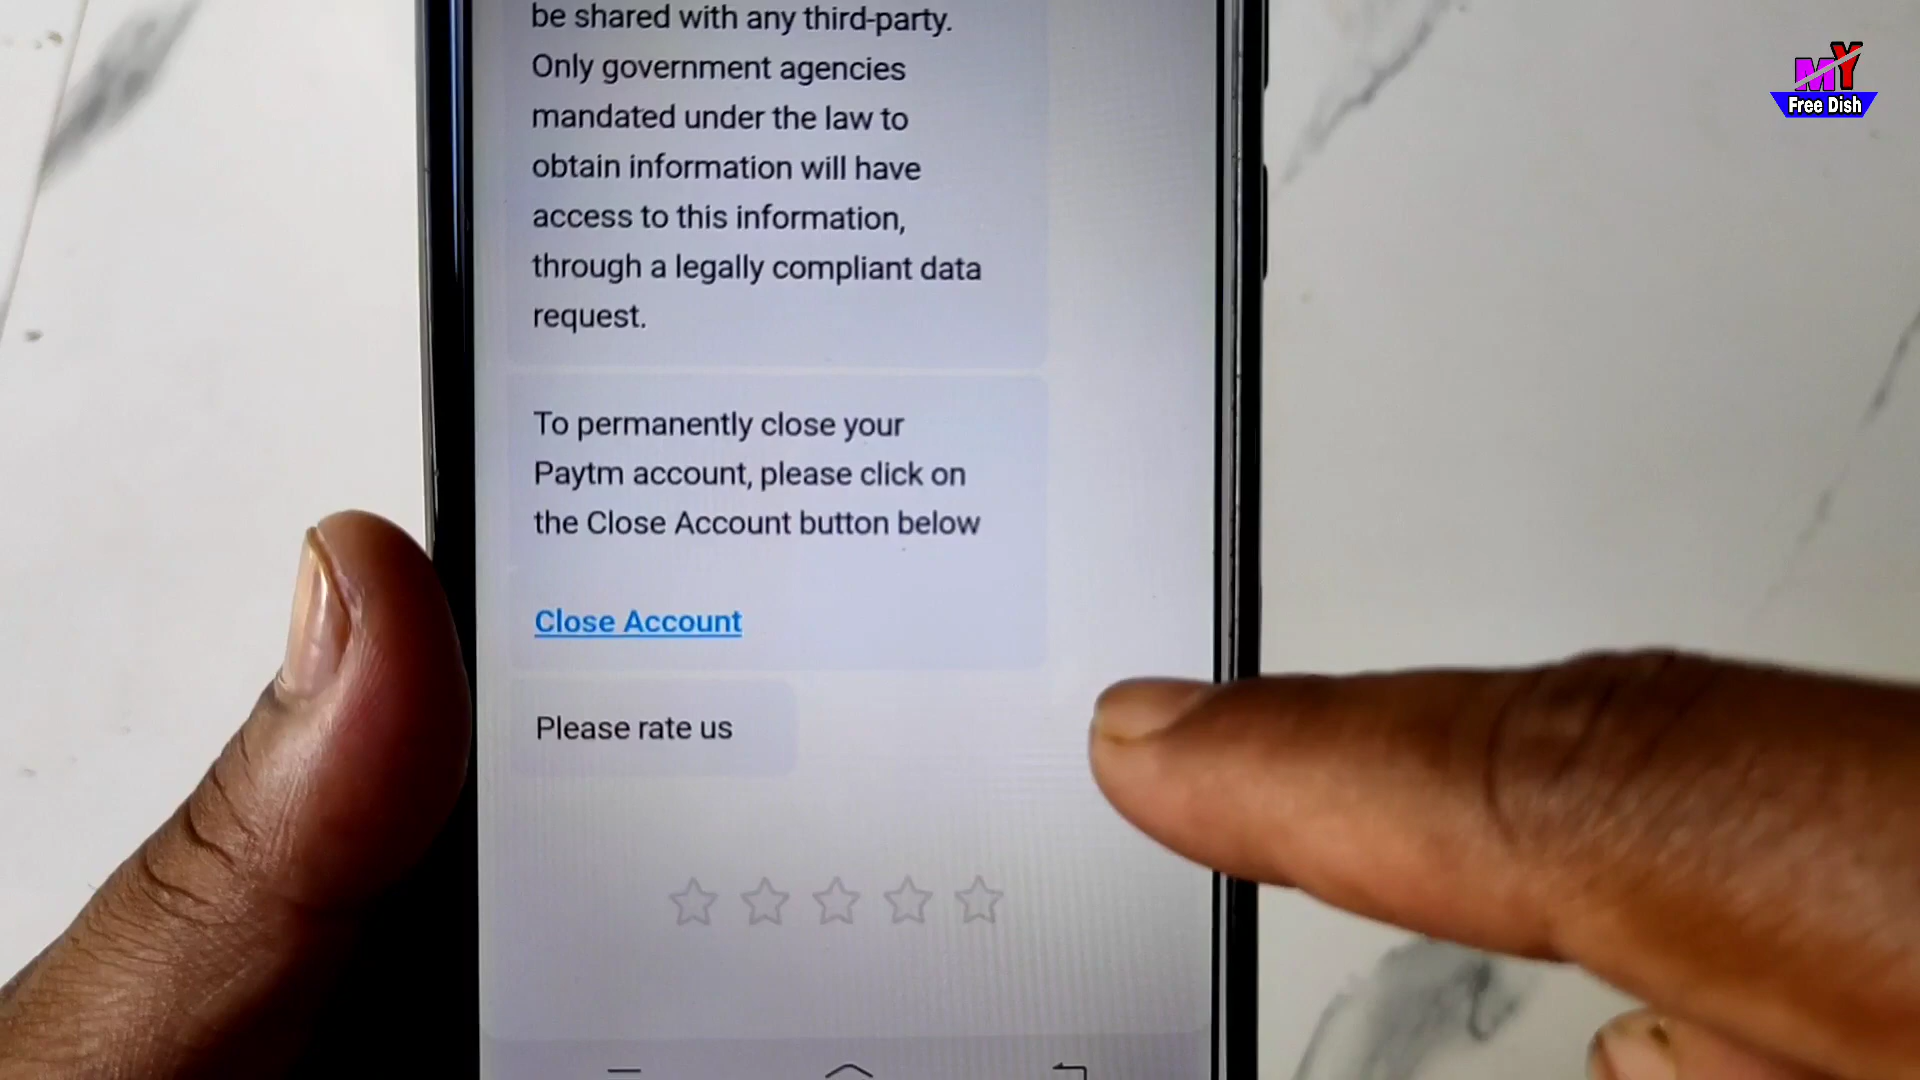 be shared with any third-party.
Only government agencies
mandated under the law to
obtain information will have
access to this information,
through a legally compliant data
request.
To permanently close your
Paytm account, please click on
the Close Account button below
Close Account
Please rate us
MY
Free Dish